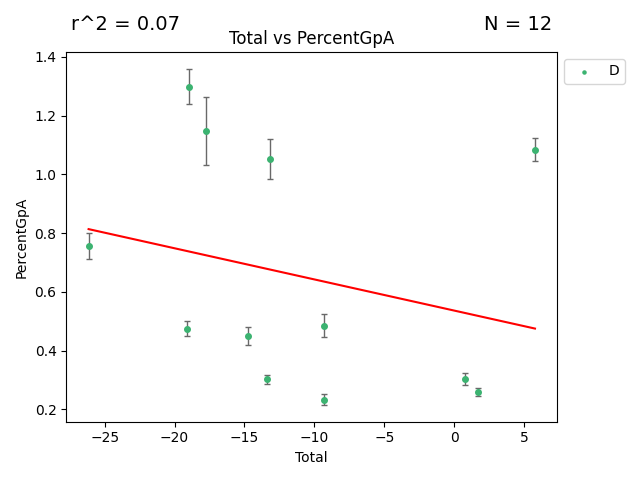 r^2 = 0.07
N = 12
Total vs PercentGpA
D
PercentGpA
1.4
1.2
1.0
0.8
0.6
0.4
0.2
−25
−20
−15
−10
−5
0
5
Total